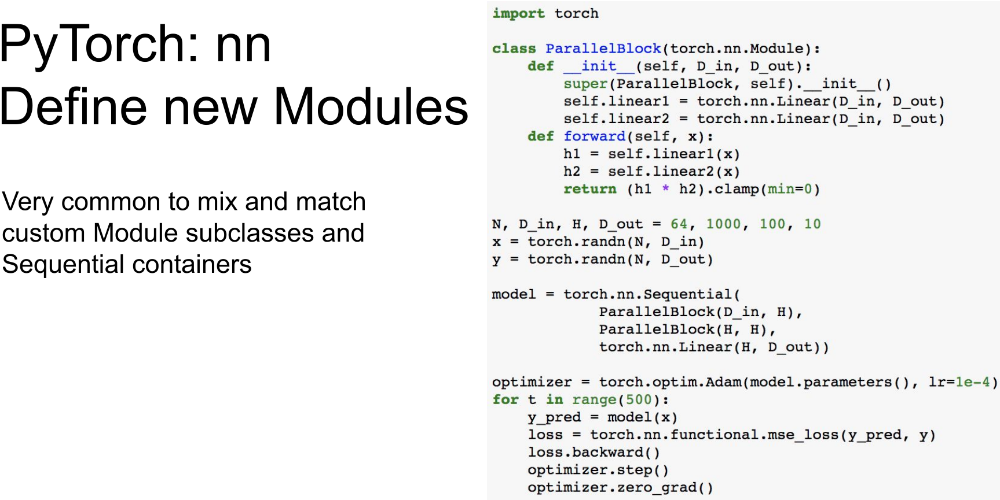 PyTorch: nn
Define new Modules
Very common to mix and match
custom Module subclasses and
Sequential containers
import torch
class ParallelBlock(torch.nn.Module):
    def __init__(self, D_in, D_out):
        super(ParallelBlock, self).__init__()
        self.linear1 = torch.nn.Linear(D_in, D_out)
        self.linear2 = torch.nn.Linear(D_in, D_out)
    def forward(self, x):
        h1 = self.linear1(x)
        h2 = self.linear2(x)
        return (h1 * h2).clamp(min=0)
N, D_in, H, D_out = 64, 1000, 100, 10
x = torch.randn(N, D_in)
y = torch.randn(N, D_out)
model = torch.nn.Sequential(
            ParallelBlock(D_in, H),
            ParallelBlock(H, H),
            torch.nn.Linear(H, D_out))
optimizer = torch.optim.Adam(model.parameters(), lr=1e-4)
for t in range(500):
    y_pred = model(x)
    loss = torch.nn.functional.mse_loss(y_pred, y)
    loss.backward()
    optimizer.step()
    optimizer.zero_grad()